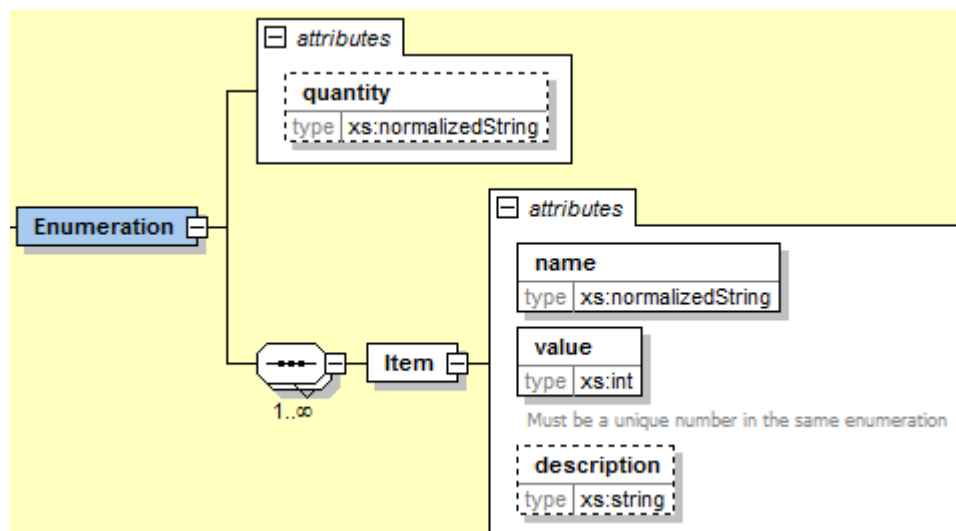 attributes
quantity
type xs:normalizedString
Enumeration
attributes
name
type xs:normalizedString
value
type xs:int
Must be a unique number in the same enumeration
description
type xs:string
Item
1..∞